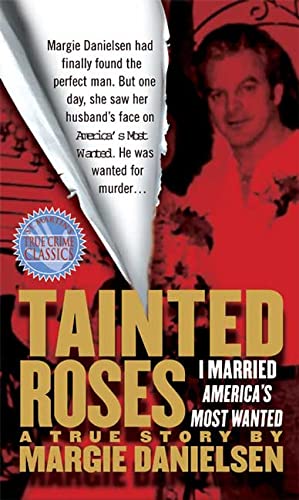 Margie Danielsen had
finally found the
perfect man. But one
day, she saw her
husband's face on
America's Most
Wanted. He was
wanted for
murder...
ST. MARTIN'S
TRUE CRIME
CLASSICS
TAINTED
ROSES
I MARRIED
AMERICA'S
MOST WANTED
A TRUE STORY BY
MARGIE DANIELSEN